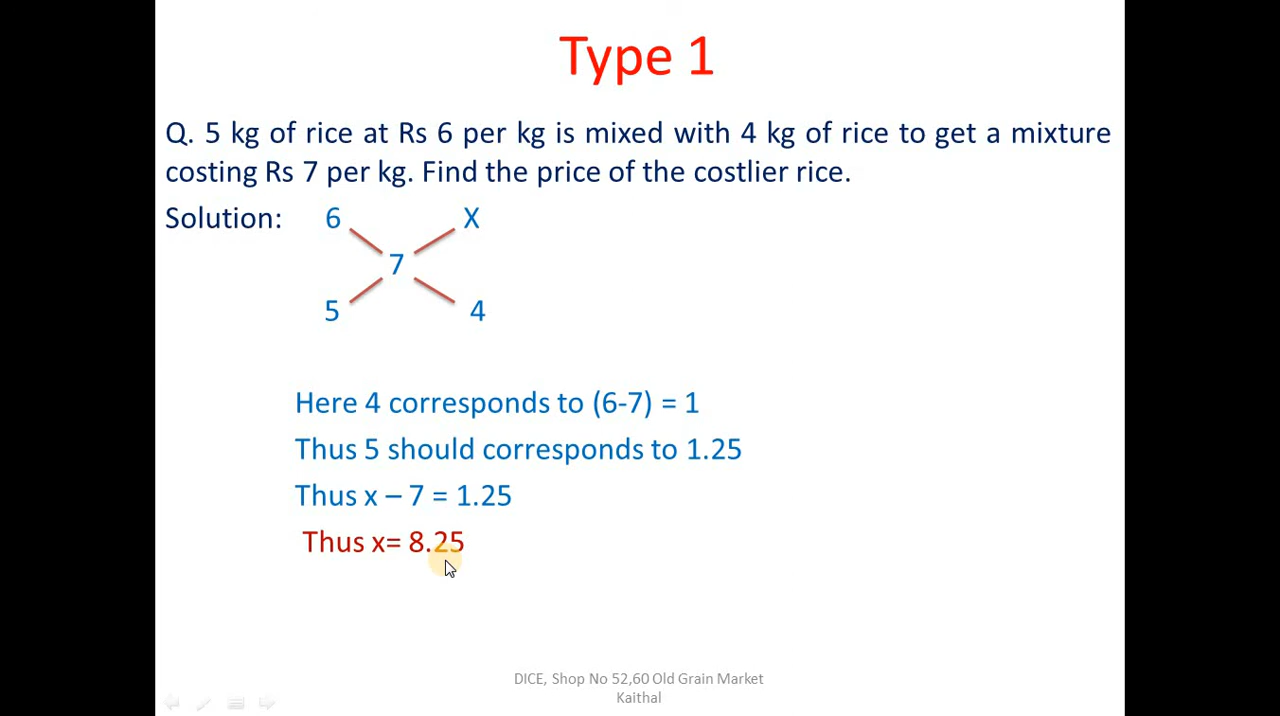 Type 1
Q. 5 kg of rice at Rs 6 per kg is mixed with 4 kg of rice to get a mixture
costing Rs 7 per kg. Find the price of the costlier rice.
Solution: 6 X
7
5 4
Here 4 corresponds to (6-7) = 1
Thus 5 should corresponds to 1.25
Thus x – 7 = 1.25
Thus x= 8.25
DICE, Shop No 52,60 Old Grain Market
Kaithal